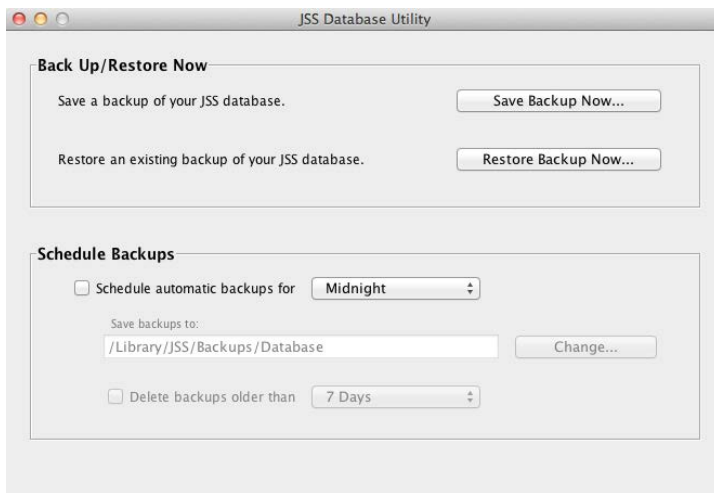 JSS Database Utility
Back Up/Restore Now
Save a backup of your JSS database.
Save Backup Now...
Restore an existing backup of your JSS database.
Restore Backup Now...
Schedule Backups
Schedule automatic backups for Midnight
Save backups to:
/Library/JSS/Backups/Database
Change...
Delete backups older than 7 Days